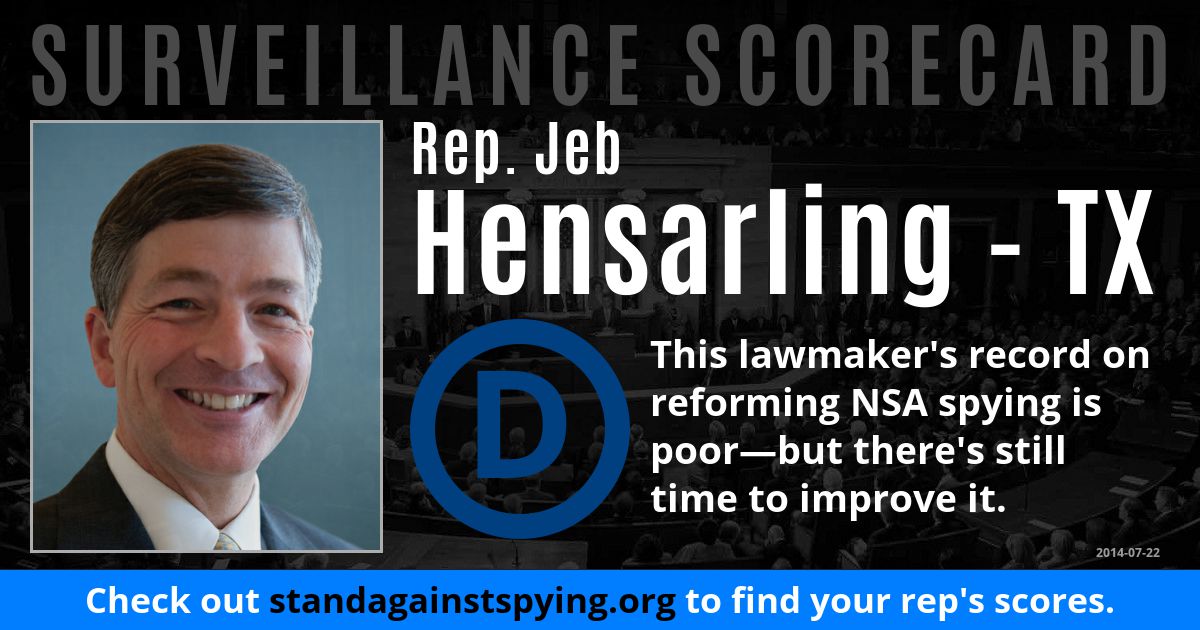 SURVEILLANCE SCORECARD
Rep. Jeb
Hensarling - TX
D
This lawmaker's record on
reforming NSA spying is
poor—but there's still
time to improve it.
2014-07-22
Check out standagainstspying.org to find your rep's scores.